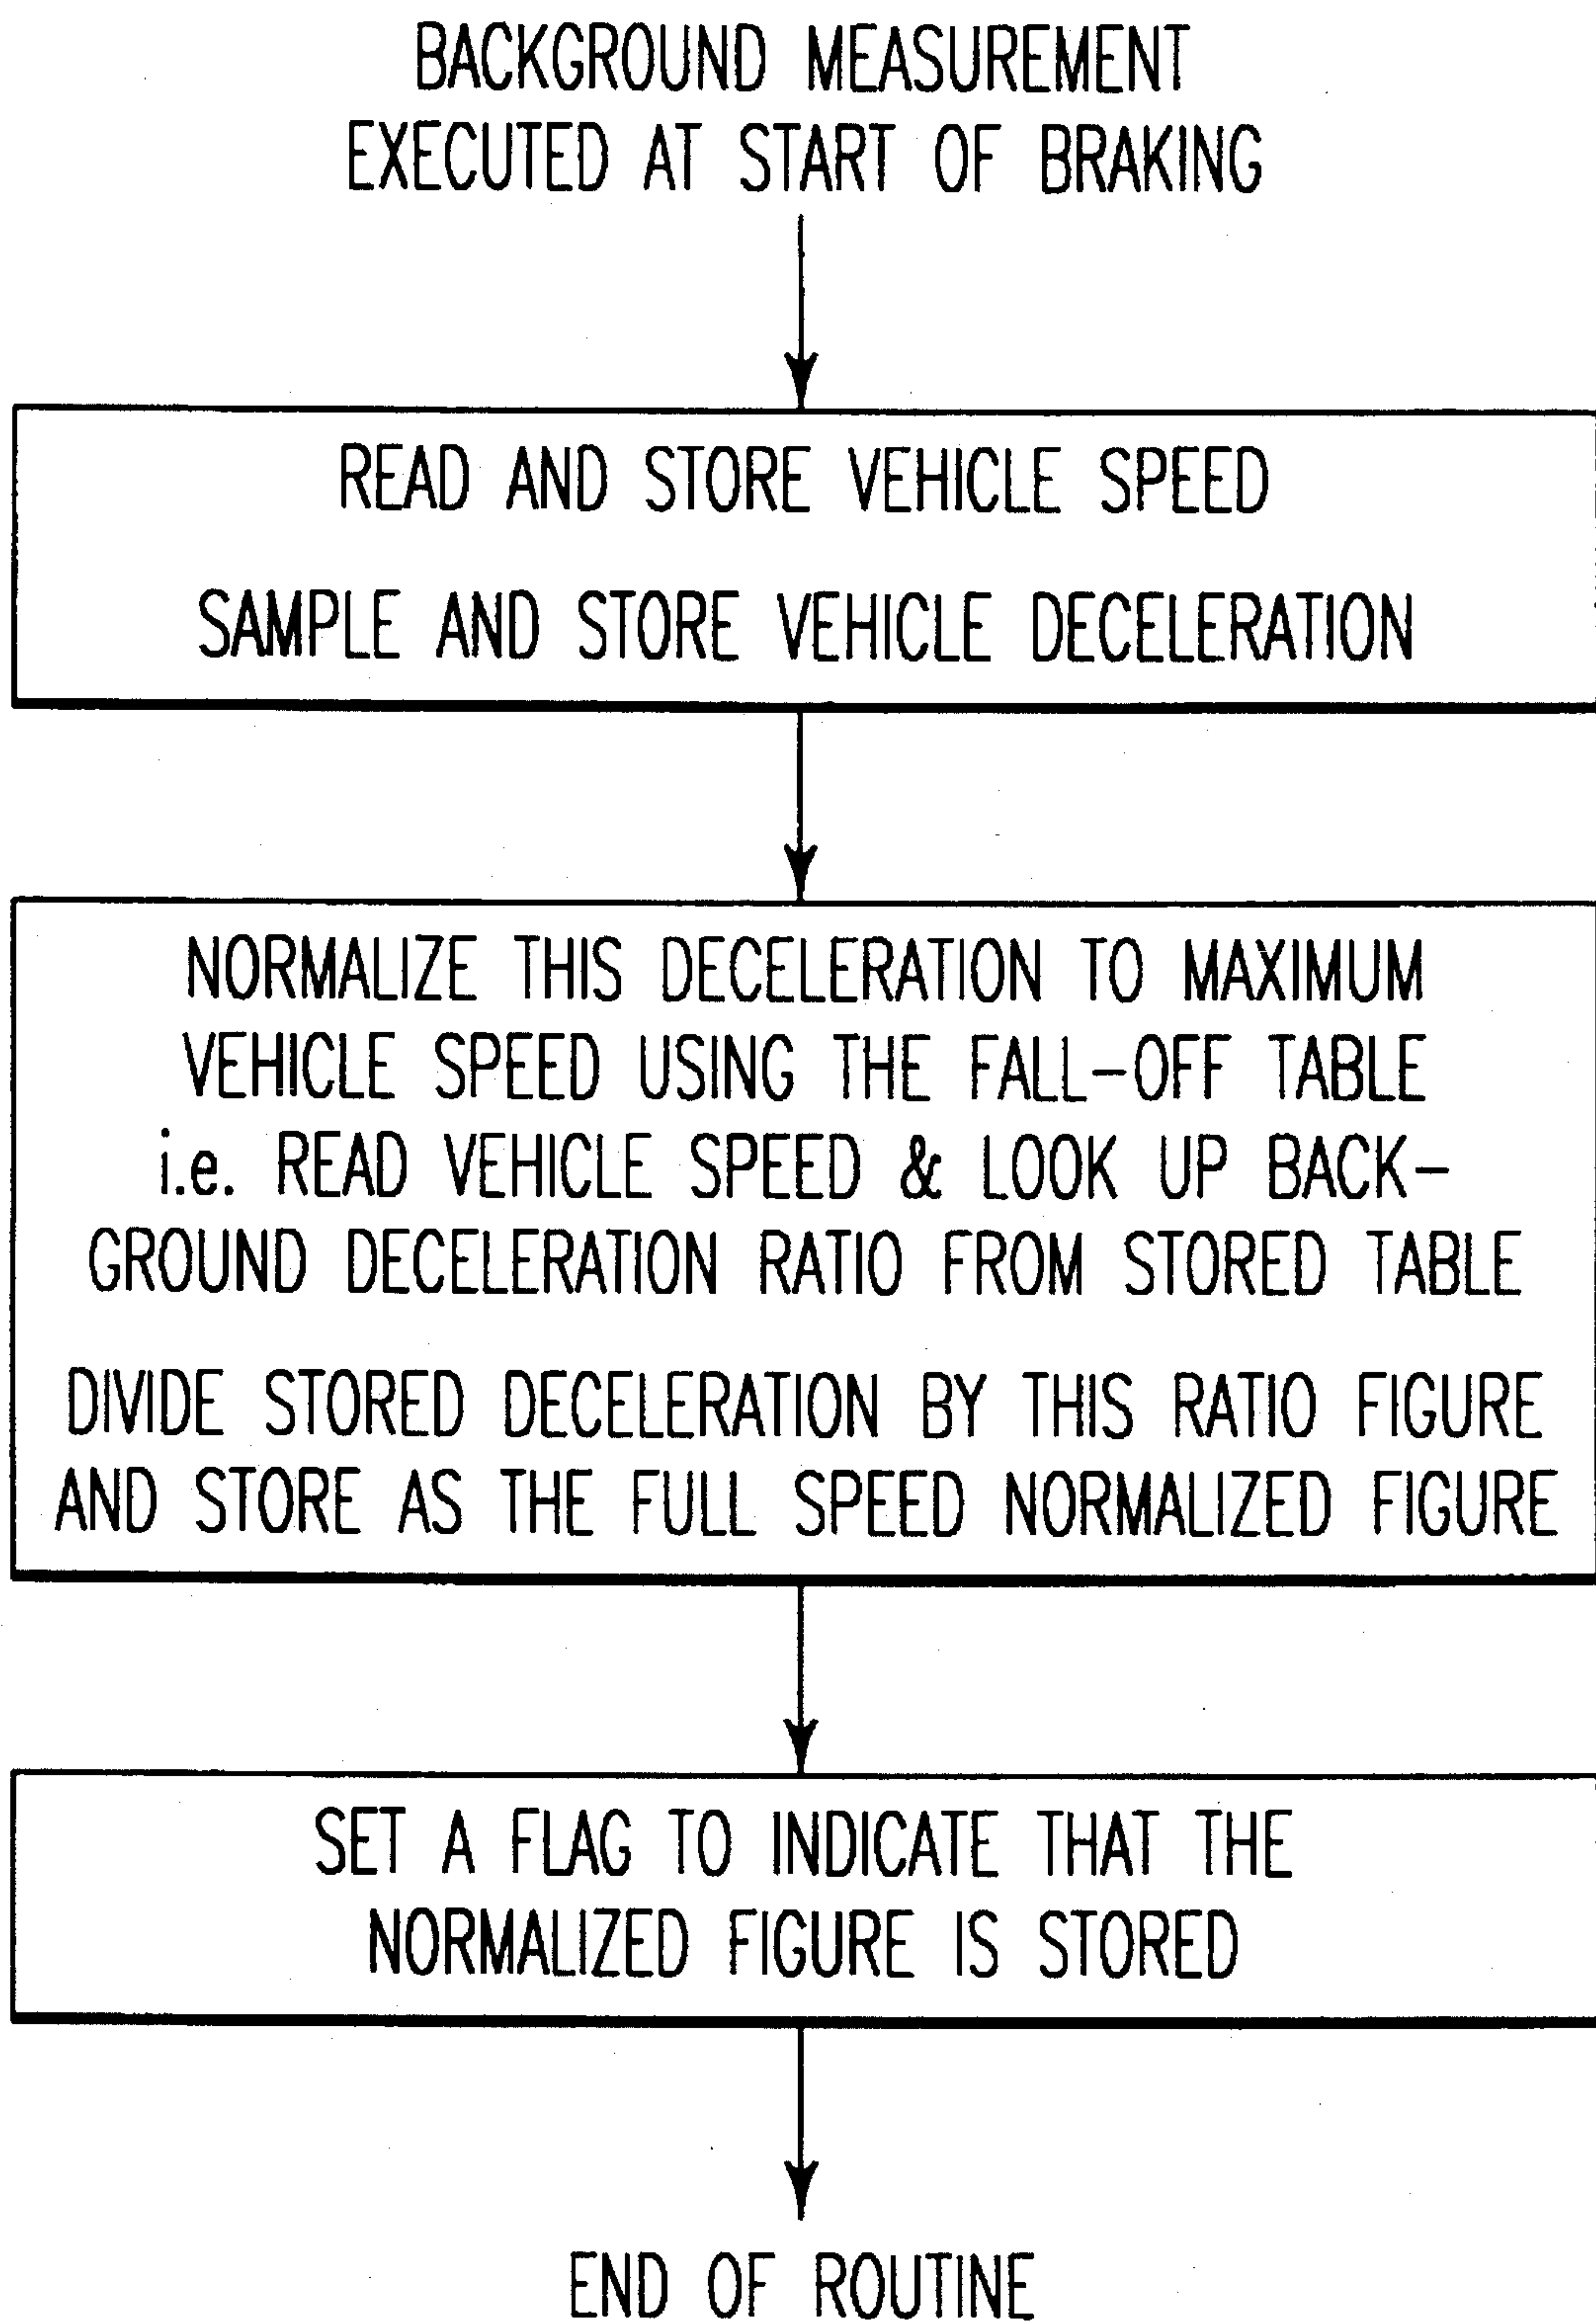 BACKGROUND MEASUREMENT
EXECUTED AT START OF BRAKING
READ AND STORE VEHICLE SPEED
SAMPLE AND STORE VEHICLE DECELERATION
NORMALIZE THIS DECELERATION TO MAXIMUM
VEHICLE SPEED USING THE FALL-OFF TABLE
i.e. READ VEHICLE SPEED & LOOK UP BACK-
GROUND DECELERATION RATIO FROM STORED TABLE
DIVIDE STORED DECELERATION BY THIS RATIO FIGURE
AND STORE AS THE FULL SPEED NORMALIZED FIGURE
SET A FLAG TO INDICATE THAT THE
NORMALIZED FIGURE IS STORED
END OF ROUTINE